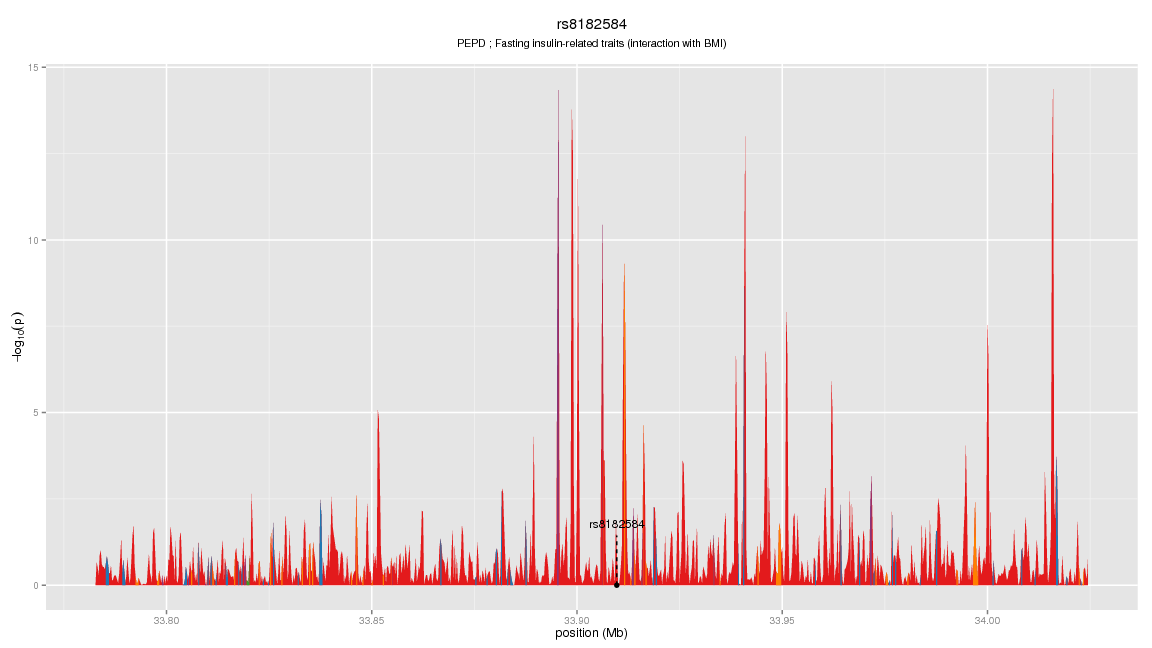 rs8182584
PEPD ; Fasting insulin-related traits (interaction with BMI)
15
10
5
0
−log10(p)
rs8182584
33.80
33.85
33.90
33.95
34.00
position (Mb)